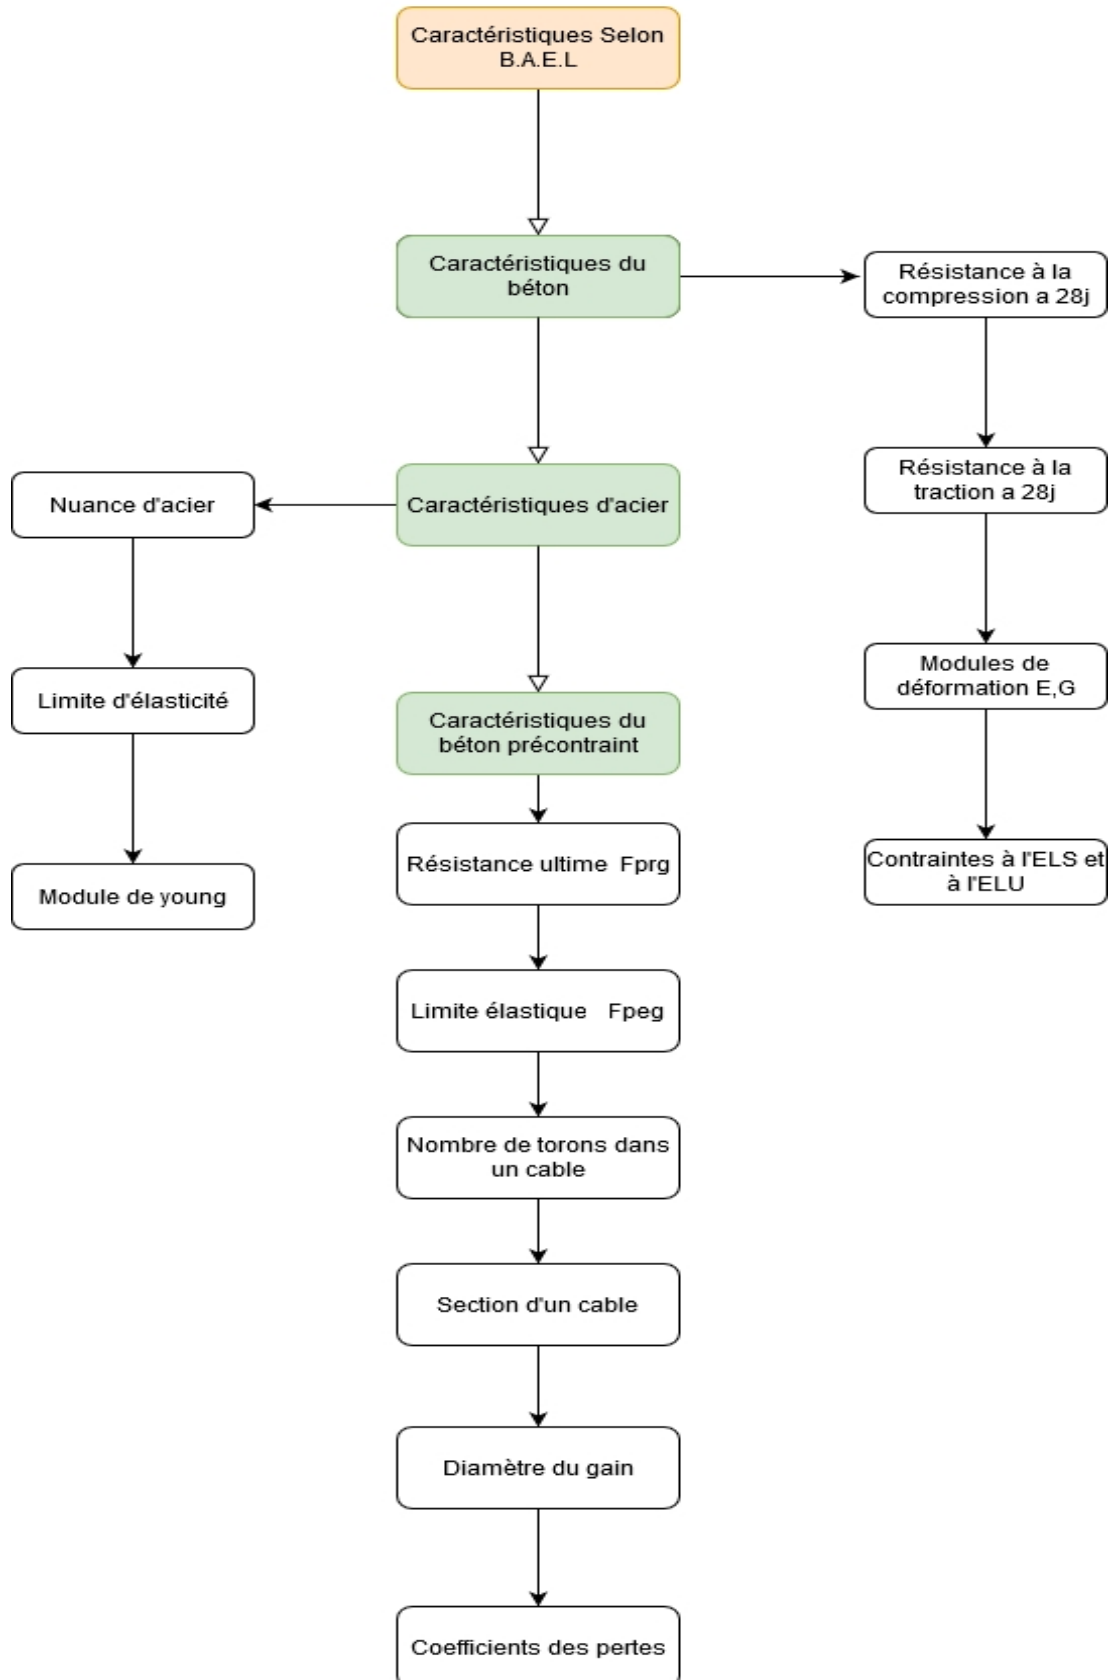 Caractéristiques Selon
B.A.E.L
Caractéristiques du
béton
Résistance à la
compression a 28j
Résistance à la
traction a 28j
Modules de
déformation E,G
Contraintes à l'ELS et
à l'ELU
Caractéristiques d'acier
Nuance d'acier
Limite d'élasticité
Module de young
Caractéristiques du
béton précontraint
Résistance ultime Fprg
Limite élastique Fpeg
Nombre de torons dans
un cable
Section d'un cable
Diamètre du gain
Coefficients des pertes